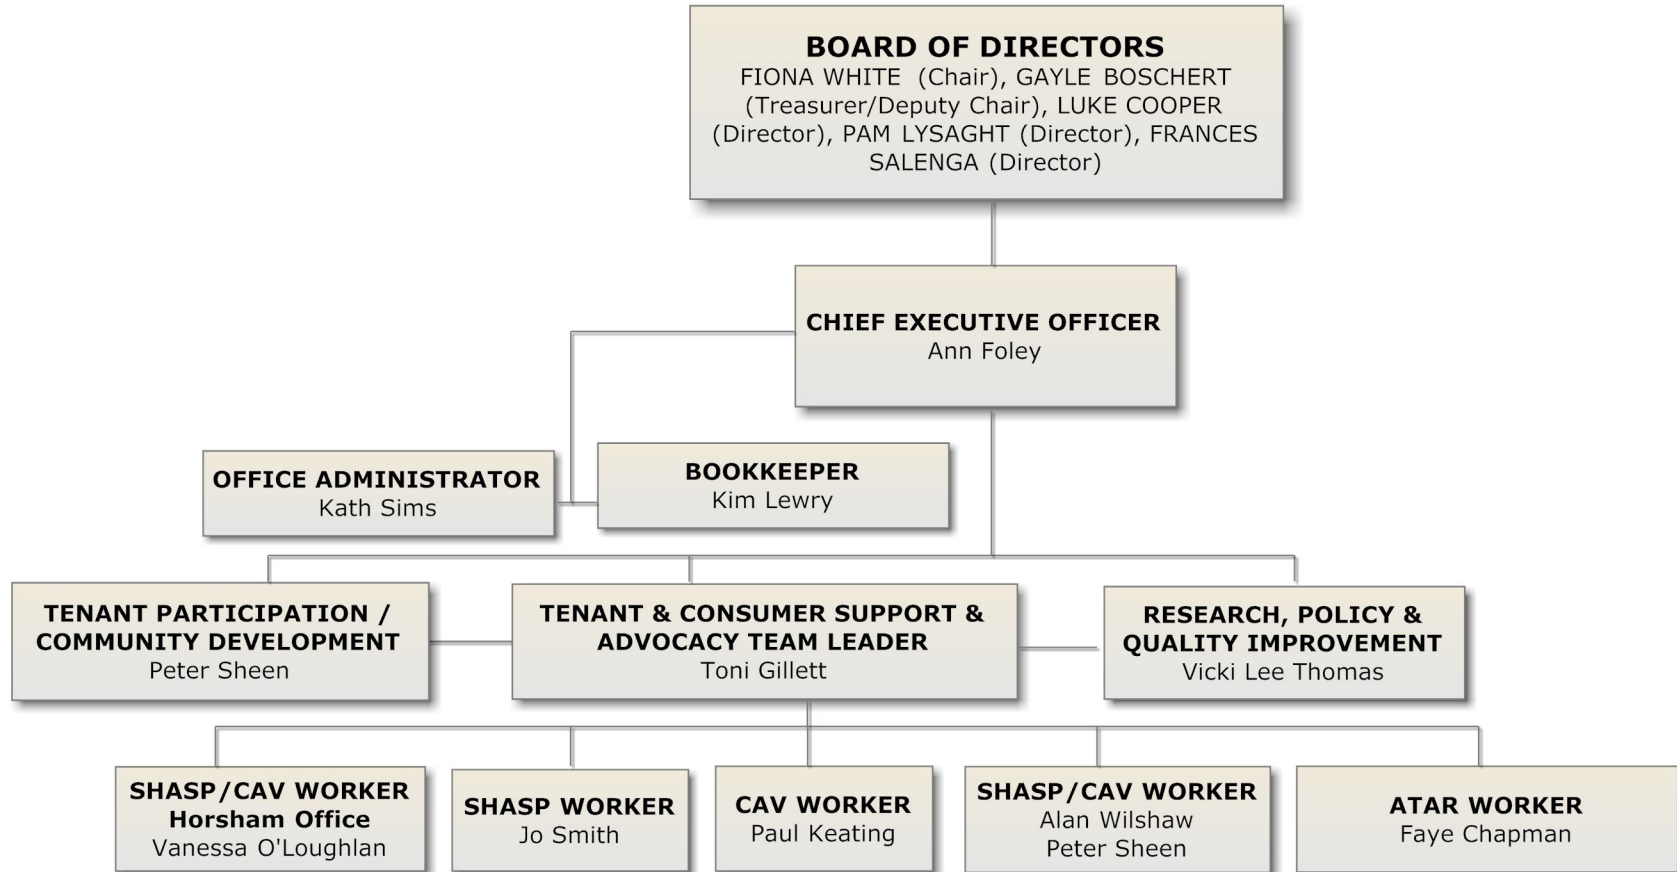 BOARD OF DIRECTORS
FIONA WHITE (Chair), GAYLE BOSCHERT
(Treasurer/Deputy Chair), LUKE COOPER
(Director), PAM LYSAGHT (Director), FRANCES
SALENGA (Director)
CHIEF EXECUTIVE OFFICER
Ann Foley
OFFICE ADMINISTRATOR
Kath Sims
BOOKKEEPER
Kim Lewry
TENANT PARTICIPATION /
COMMUNITY DEVELOPMENT
Peter Sheen
TENANT & CONSUMER SUPPORT &
ADVOCACY TEAM LEADER
Toni Gillett
RESEARCH, POLICY &
QUALITY IMPROVEMENT
Vicki Lee Thomas
SHASP/CAV WORKER
Horsham Office
Vanessa O'Loughlan
SHASP WORKER
Jo Smith
CAV WORKER
Paul Keating
SHASP/CAV WORKER
Alan Wilshaw
Peter Sheen
ATAR WORKER
Faye Chapman